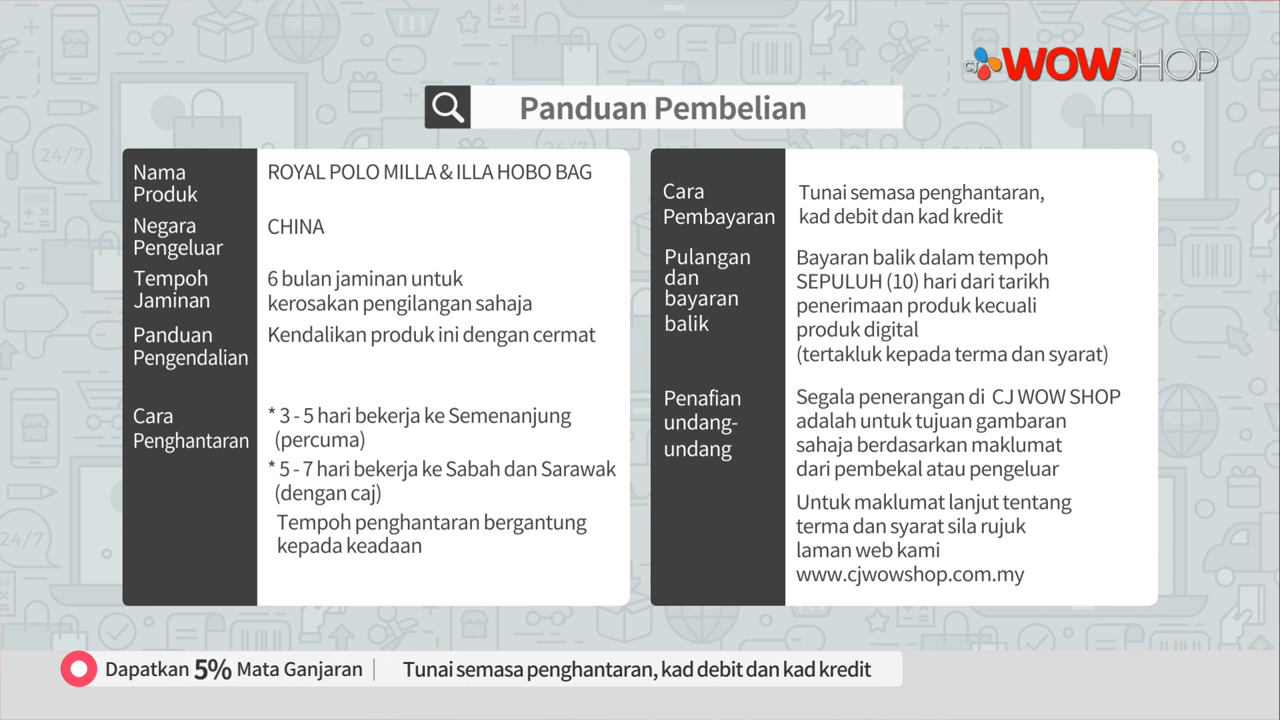 CJ WOWSHOP
Panduan Pembelian
Nama
Produk
ROYAL POLO MILLA & ILLA HOBO BAG
Negara
Pengeluar
CHINA
Tempoh
Jaminan
6 bulan jaminan untuk
kerosakan pengilangan sahaja
Panduan
Pengendalian
Kendalikan produk ini dengan cermat
Cara
Penghantaran
* 3 - 5 hari bekerja ke Semenanjung
(percuma)
* 5 - 7 hari bekerja ke Sabah dan Sarawak
(dengan caj)
Tempoh penghantaran bergantung
kepada keadaan
Cara
Pembayaran
Tunai semasa penghantaran,
kad debit dan kad kredit
Pulangan
dan
bayaran
balik
Bayaran balik dalam tempoh
SEPULUH (10) hari dari tarikh
penerimaan produk kecuali
produk digital
(tertakluk kepada terma dan syarat)
Penafian
undang-
undang
Segala penerangan di CJ WOW SHOP
adalah untuk tujuan gambaran
sahaja berdasarkan maklumat
dari pembekal atau pengeluar
Untuk maklumat lanjut tentang
terma dan syarat sila rujuk
laman web kami
www.cjwowshop.com.my
Dapatkan 5% Mata Ganjaran | Tunai semasa penghantaran, kad debit dan kad kredit
24/7
24/7
24/7